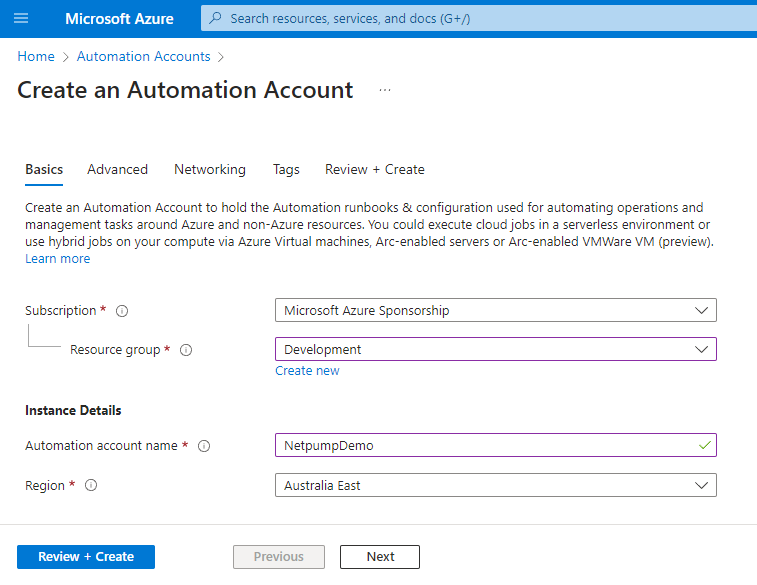 Microsoft Azure
Search resources, services, and docs (G+/)
Home > Automation Accounts >
Create an Automation Account ...
Basics Advanced Networking Tags Review + Create
Create an Automation Account to hold the Automation runbooks & configuration used for automating operations and
management tasks around Azure and non-Azure resources. You could execute cloud jobs in a serverless environment or
use hybrid jobs on your compute via Azure Virtual machines, Arc-enabled servers or Arc-enabled VMWare VM (preview).
Learn more
Subscription * Microsoft Azure Sponsorship
Resource group * Development
Create new
Instance Details
Automation account name * NetpumpDemo
Region * Australia East
Review + Create Previous Next